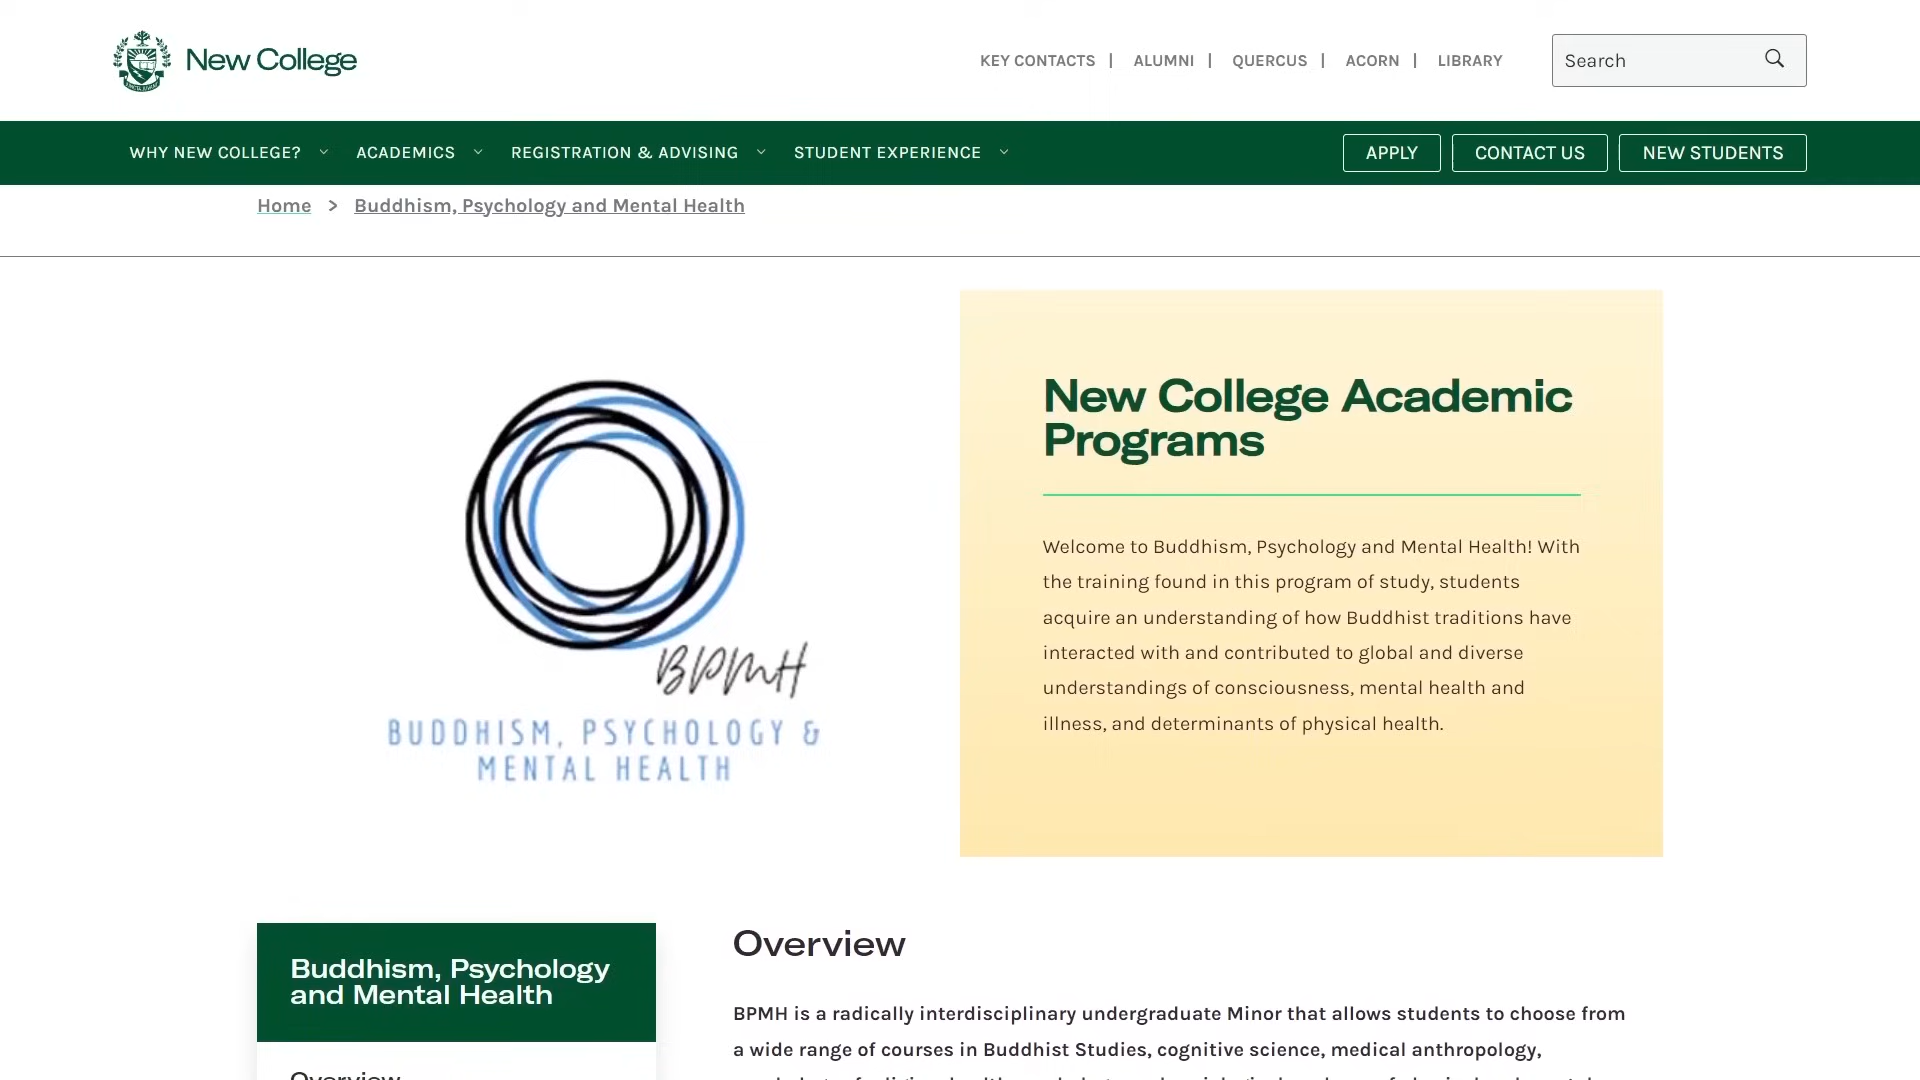 New College
KEY CONTACTS | ALUMNI | QUERCUS | ACORN | LIBRARY
Search
WHY NEW COLLEGE? ACADEMICS REGISTRATION & ADVISING STUDENT EXPERIENCE
APPLY CONTACT US NEW STUDENTS
Home > Buddhism, Psychology and Mental Health
BPMH
BUDDHISM, PSYCHOLOGY &
MENTAL HEALTH
New College Academic
Programs
Welcome to Buddhism, Psychology and Mental Health! With
the training found in this program of study, students
acquire an understanding of how Buddhist traditions have
interacted with and contributed to global and diverse
understandings of consciousness, mental health and
illness, and determinants of physical health.
Buddhism, Psychology
and Mental Health
Overview
Overview
BPMH is a radically interdisciplinary undergraduate Minor that allows students to choose from
a wide range of courses in Buddhist Studies, cognitive science, medical anthropology,